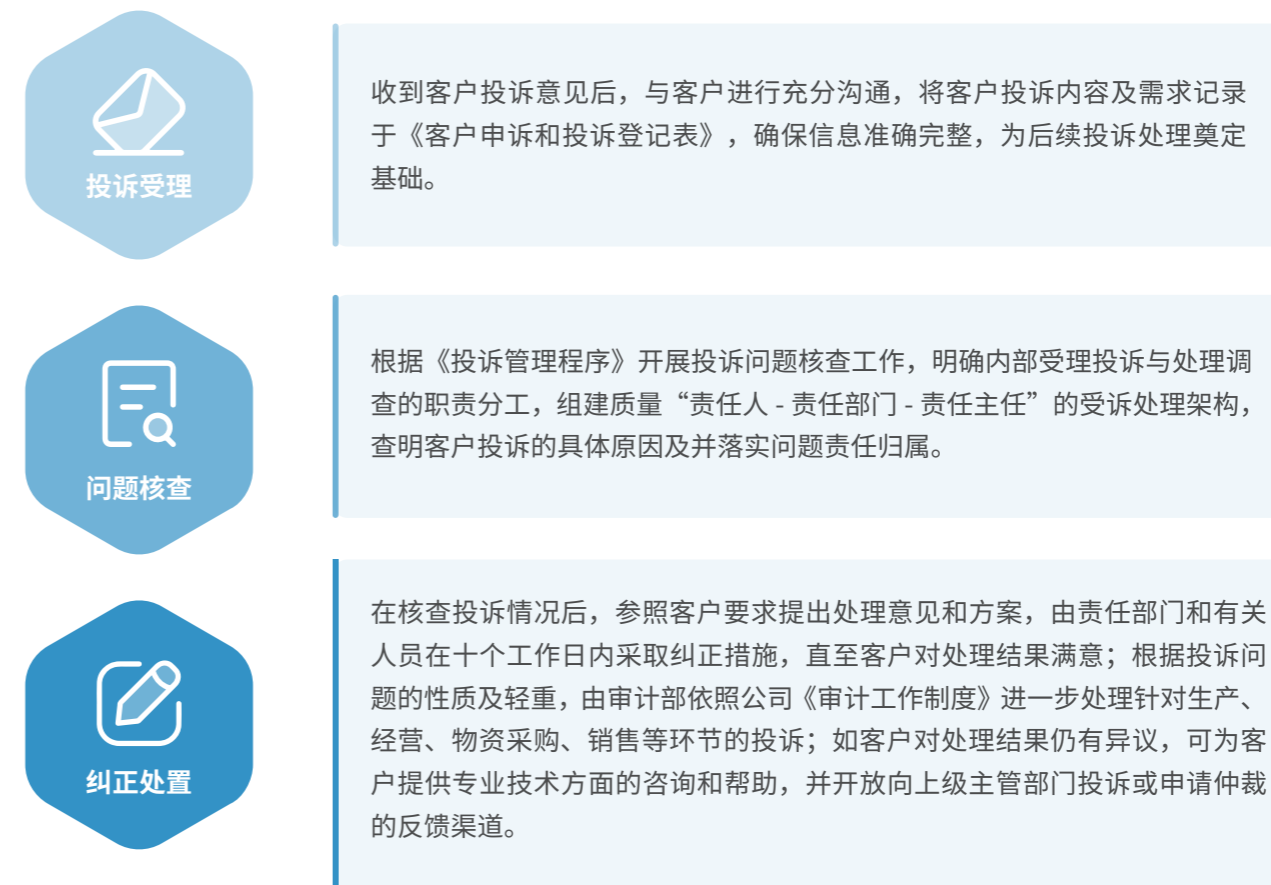 投诉受理
收到客户投诉意见后，与客户进行充分沟通，将客户投诉内容及需求记录
于《客户申诉和投诉登记表》，确保信息准确完整，为后续投诉处理奠定
基础。
问题核查
根据《投诉管理程序》开展投诉问题核查工作，明确内部受理投诉与处理调
查的职责分工，组建质量“责任人 - 责任部门 - 责任主任”的受诉处理架构，
查明客户投诉的具体原因及并落实问题责任归属。
纠正处置
在核查投诉情况后，参照客户要求提出处理意见和方案，由责任部门和有关
人员在十个工作日内采取纠正措施，直至客户对处理结果满意；根据投诉问
题的性质及轻重，由审计部依照公司《审计工作制度》进一步处理针对生产、
经营、物资采购、销售等环节的投诉；如客户对处理结果仍有异议，可为客
户提供专业技术方面的咨询和帮助，并开放向上级主管部门投诉或申请仲裁
的反馈渠道。